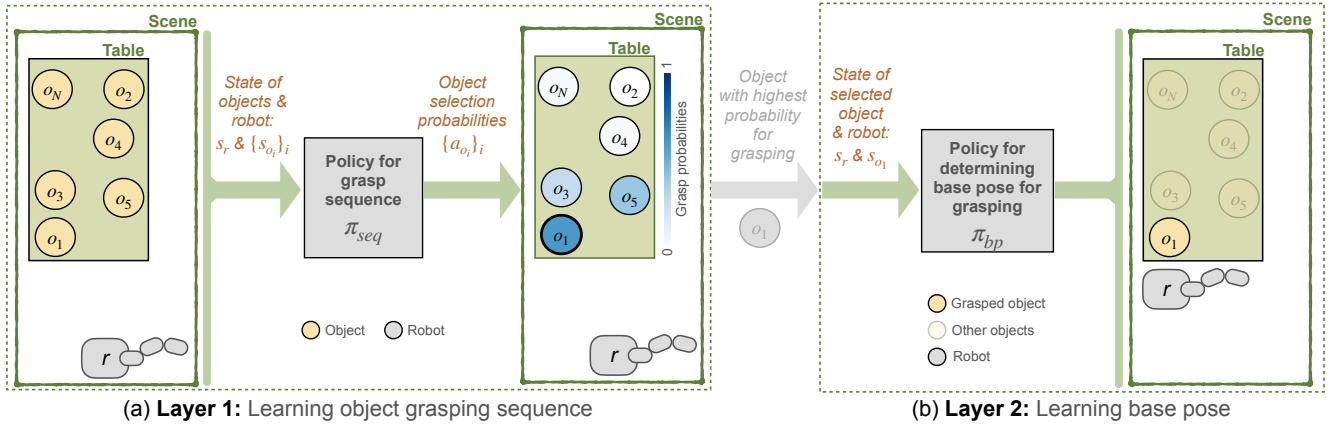 Scene
Table
o_N
o_2
o_4
o_3
o_5
o_1
r
State of
objects &
robot:
s_r & {s_{o_i}}_i
Policy for
grasp
sequence
π_{seq}
Object
selection
probabilities
{a_{o_i}}_i
Object
Robot
Scene
Table
o_N
o_2
o_4
o_3
o_5
o_1
r
1
Grasp probabilities
0
(a) Layer 1: Learning object grasping sequence
Object
with highest
probability
for
grasping
o_1
State of
selected
object
& robot:
s_r & s_{o_1}
Policy for
determining
base pose for
grasping
π_{bp}
Grasped object
Other objects
Robot
Scene
Table
o_N
o_2
o_4
o_3
o_5
o_1
r
(b) Layer 2: Learning base pose